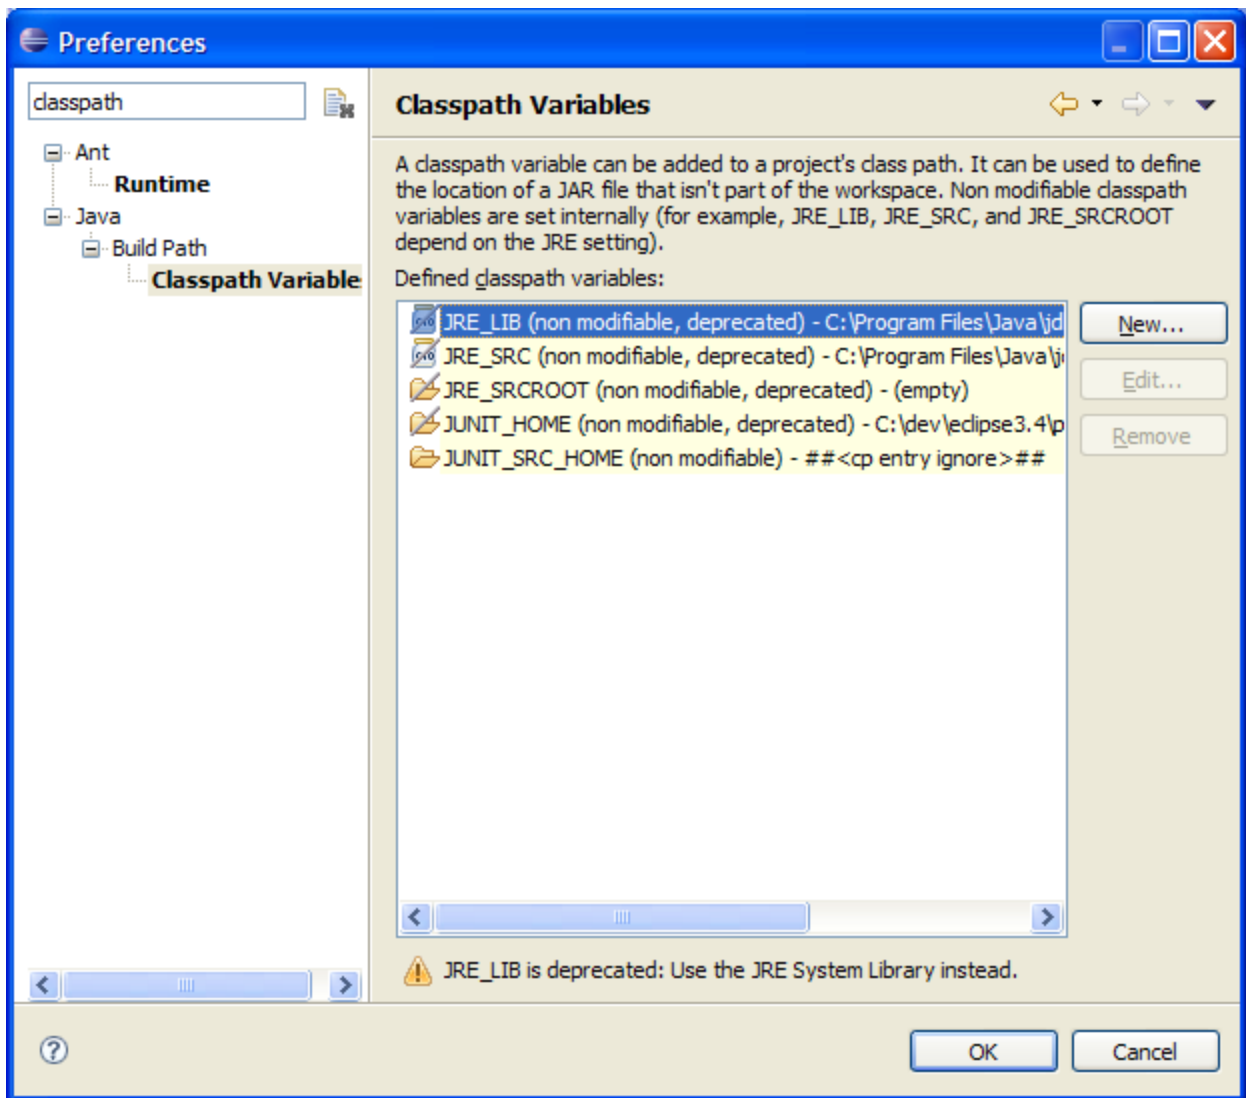 Preferences
classpath
Ant
Runtime
Java
Build Path
Classpath Variable
Classpath Variables
A classpath variable can be added to a project's class path. It can be used to define
the location of a JAR file that isn't part of the workspace. Non modifiable classpath
variables are set internally (for example, JRE_LIB, JRE_SRC, and JRE_SRCROOT
depend on the JRE setting).
Defined classpath variables:
JRE_LIB (non modifiable, deprecated) - C:\Program Files\Java\jd
JRE_SRC (non modifiable, deprecated) - C:\Program Files\Java\j
JRE_SRCROOT (non modifiable, deprecated) - (empty)
JUNIT_HOME (non modifiable, deprecated) - C:\dev\eclipse3.4\p
JUNIT_SRC_HOME (non modifiable) - ##<cp entry ignore>##
New...
Edit...
Remove
JRE_LIB is deprecated: Use the JRE System Library instead.
OK
Cancel